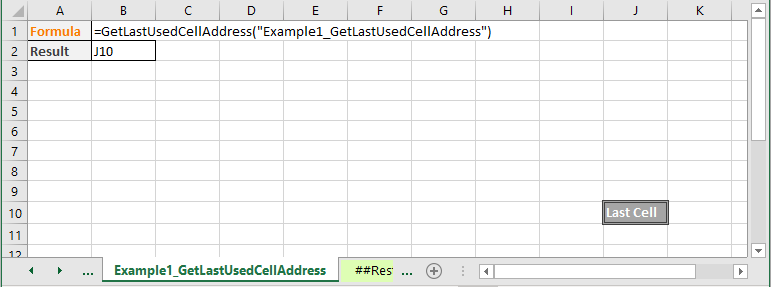 A B C D E F G H I J K
1 Formula =GetLastUsedCellAddress("Example1_GetLastUsedCellAddress")
2 Result J10
3
4
5
6
7
8
9
10 Last Cell
11
12
... Example1_GetLastUsedCellAddress ##Res ...